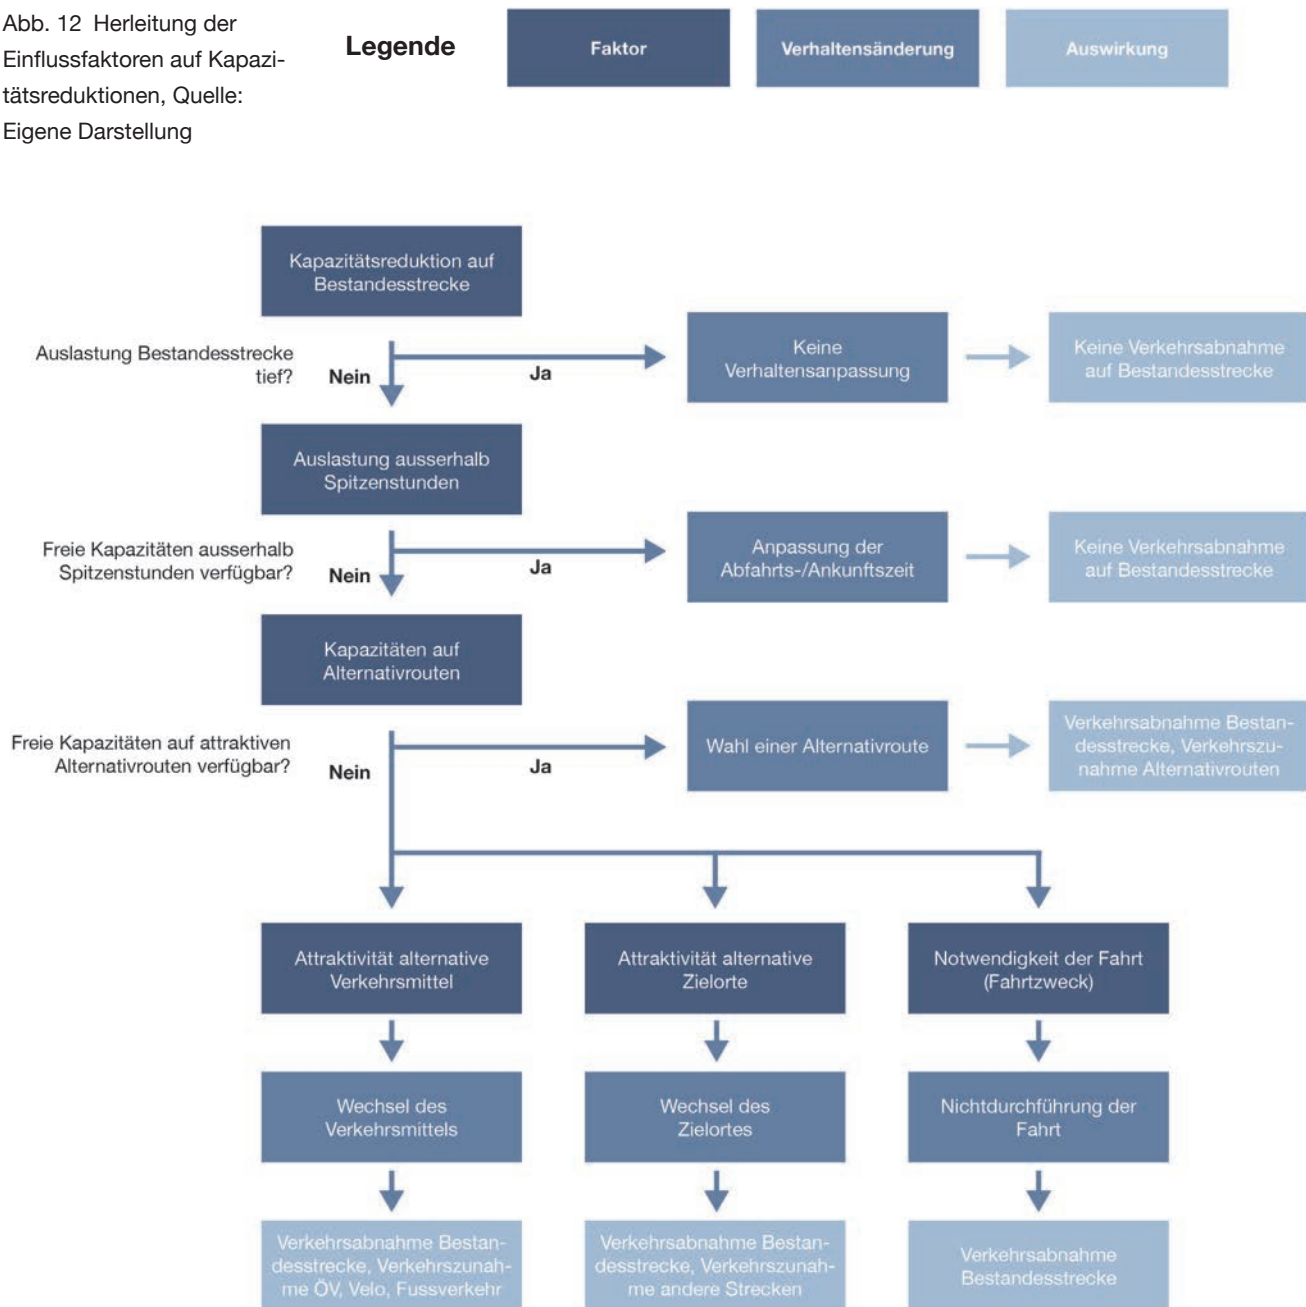 Abb. 12 Herleitung der
Einflussfaktoren auf Kapazi-
tätsreduktionen, Quelle:
Eigene Darstellung
Legende
Faktor
Verhaltensänderung
Auswirkung
Kapazitätsreduktion auf
Bestandesstrecke
Auslastung Bestandesstrecke
tief?
Nein
Ja
Keine
Verhaltensanpassung
Keine Verkehrsabnahme
auf Bestandesstrecke
Auslastung ausserhalb
Spitzenstunden
Freie Kapazitäten ausserhalb
Spitzenstunden verfügbar?
Nein
Ja
Anpassung der
Abfahrts-/Ankunftszeit
Keine Verkehrsabnahme
auf Bestandesstrecke
Kapazitäten auf
Alternativrouten
Freie Kapazitäten auf attraktiven
Alternativrouten verfügbar?
Nein
Ja
Wahl einer Alternativroute
Verkehrsabnahme Bestan-
desstrecke, Verkehrszu-
nahme Alternativrouten
Attraktivität alternative
Verkehrsmittel
Attraktivität alternative
Zielorte
Notwendigkeit der Fahrt
(Fahrtzweck)
Wechsel des
Verkehrsmittels
Wechsel des
Zielortes
Nichtdurchführung der
Fahrt
Verkehrsabnahme Bestan-
desstrecke, Verkehrszunah-
me ÖV, Velo, Fussverkehr
Verkehrsabnahme Bestan-
desstrecke, Verkehrszunah-
me andere Strecken
Verkehrsabnahme
Bestandesstrecke